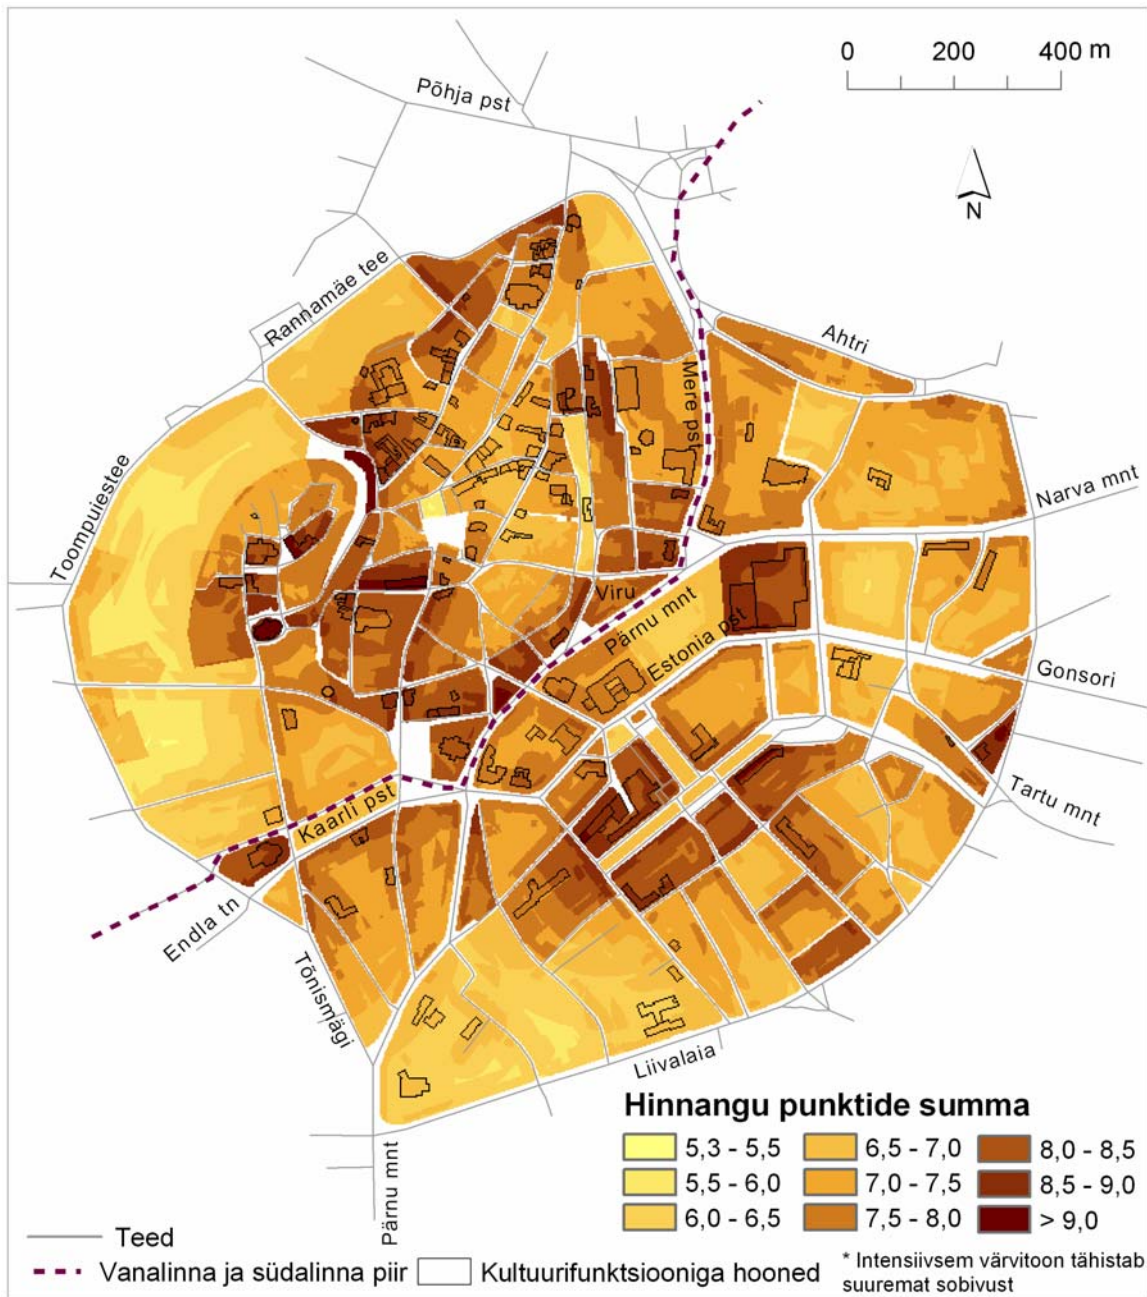 0 200 400 m
Põhja pst
N
Rannamäe tee
Ahtri
Mere pst
Toompuiestee
Narva mnt
Viru
Pärnu mnt
Estonia pst
Gonsori
Tartu mnt
Kaarli pst
Endla tn
Tõnismägi
Liivalaia
Pärnu mnt
Hinnangu punktide summa
5,3 - 5,5 6,5 - 7,0 8,0 - 8,5
5,5 - 6,0 7,0 - 7,5 8,5 - 9,0
6,0 - 6,5 7,5 - 8,0 > 9,0
Teed
Vanalinna ja südalinna piir
Kultuurifunktsiooniga hooned
* Intensiivsem värvitoon tähistab
suuremat sobivust